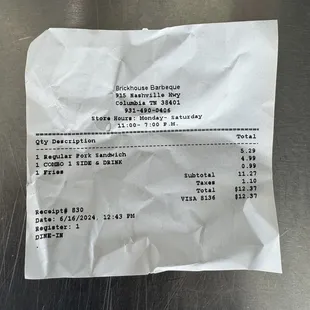 Brickhouse Barbeque
915 Nashville Hwy
Columbia TN 38401
931-490-0406
Store Hours: Monday- Saturday
11:00- 7:00 P.M.
Qty Description Total
1 Regular Pork Sandwich 5.29
1 COMBO 1 SIDE & DRINK 4.99
1 Fries 0.99
Subtotal 11.27
Taxes 1.10
Total $12.37
VISA 8136 $12.37
Receipt# 830
Date: 6/16/2024, 12:43 PM
Register: 1
DINE-IN